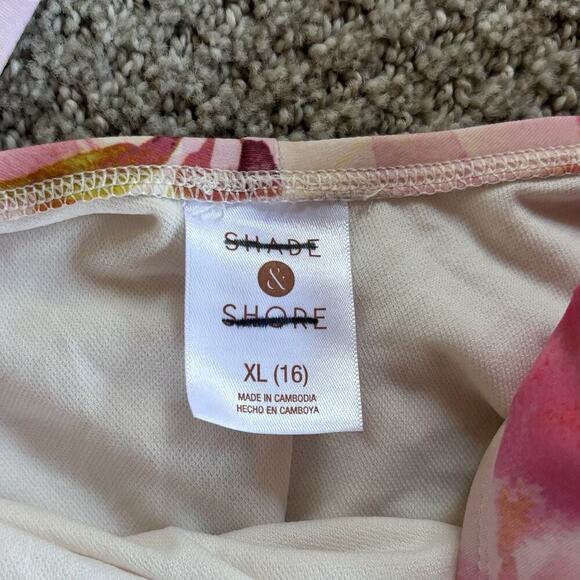 SHADE
&
SHORE
XL (16)
MADE IN CAMBODIA
HECHO EN CAMBOYA